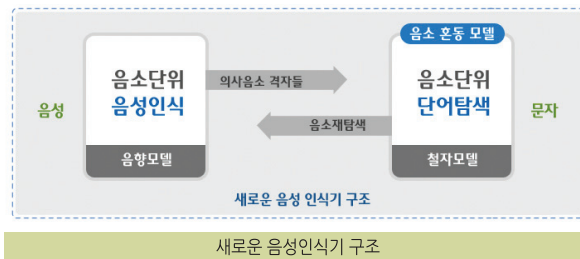 음소 혼동 모델
음소단위
음성인식
음향모델
의사음소 격자들
음소재탐색
음소단위
단어탐색
철자모델
음성
문자
새로운 음성 인식기 구조
새로운 음성인식기 구조